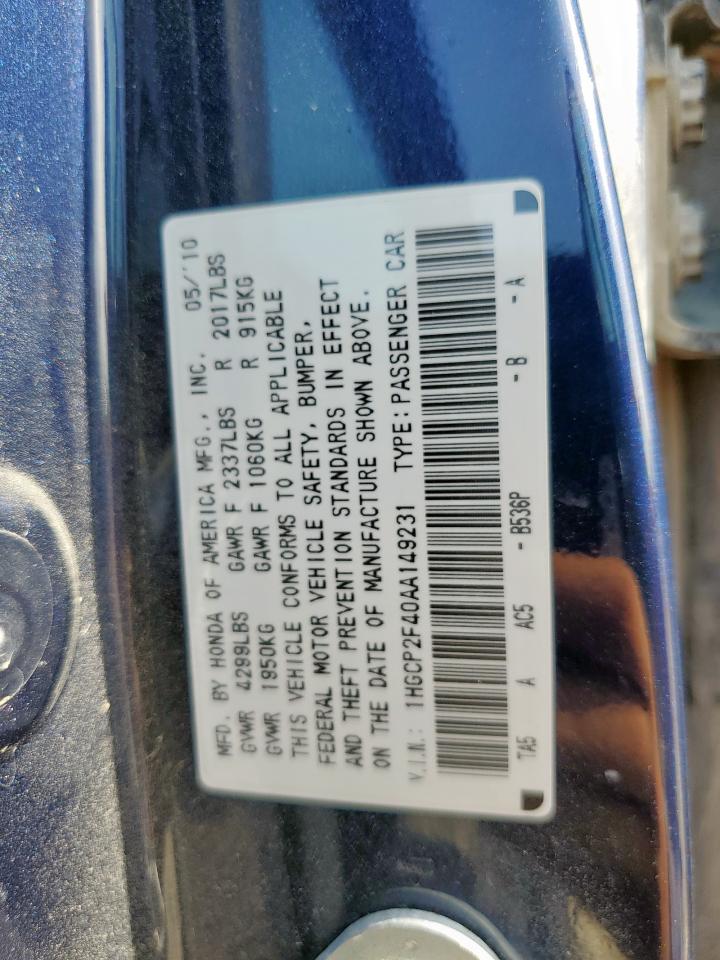 MFD. BY HONDA OF AMERICA MFG., INC. 05/'10
GVWR 4299LBS GAWR F 2337LBS R 2017LBS
GVWR 1950KG GAWR F 1060KG R 915KG
THIS VEHICLE CONFORMS TO ALL APPLICABLE
FEDERAL MOTOR VEHICLE SAFETY, BUMPER,
AND THEFT PREVENTION STANDARDS IN EFFECT
ON THE DATE OF MANUFACTURE SHOWN ABOVE.
V.I.N.: 1HGCP2F40AA149231 TYPE: PASSENGER CAR
TA5 A AC5 - B536P - B - A